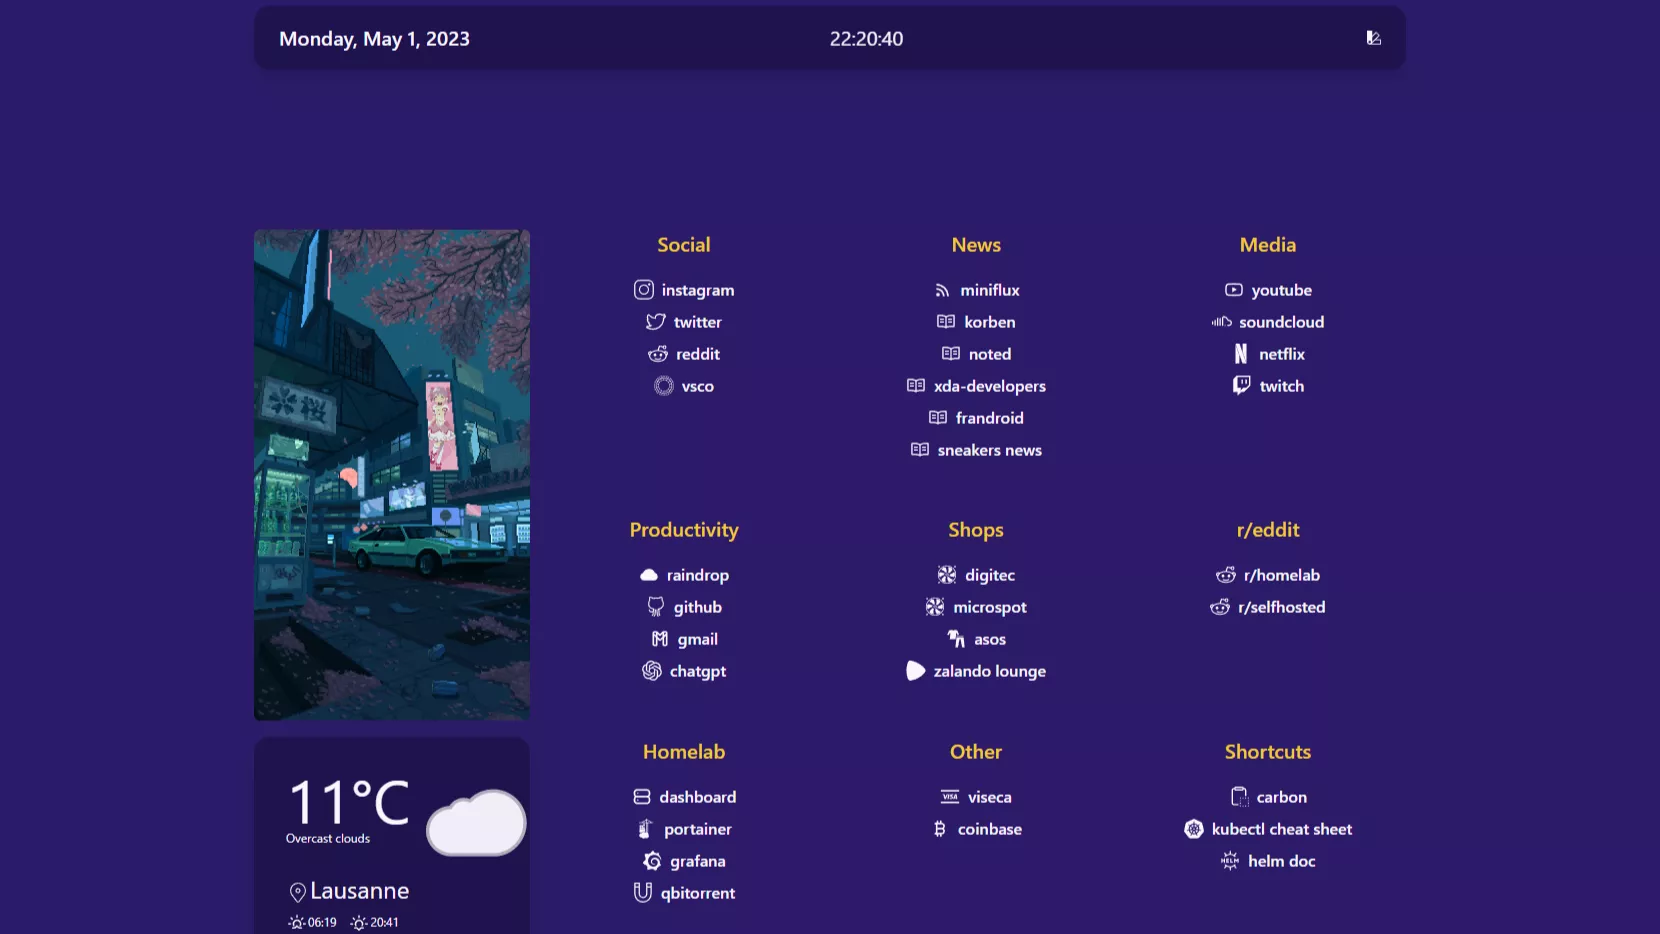 Monday, May 1, 2023
22:20:40
Social
instagram
twitter
reddit
vsco
News
miniflux
korben
noted
xda-developers
frandroid
sneakers news
Media
youtube
soundcloud
netflix
twitch
Productivity
raindrop
github
gmail
chatgpt
Shops
digitec
microspot
asos
zalando lounge
r/eddit
r/homelab
r/selfhosted
Homelab
dashboard
portainer
grafana
qbitorrent
Other
VISA viseca
coinbase
Shortcuts
carbon
kubectl cheat sheet
HELM helm doc
11°C
Overcast clouds
Lausanne
06:19 20:41